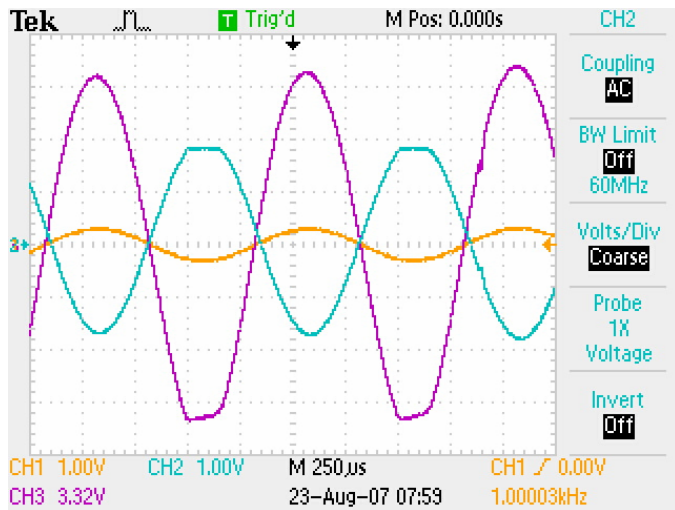 Tek T Trig'd M Pos: 0.000s CH2
Coupling
AC
BW Limit
Off
60MHz
Volts/Div
Coarse
Probe
1X
Voltage
Invert
Off
CH1 1.00V CH2 1.00V M 250µs CH1 0.00V
CH3 3.32V 23-Aug-07 07:59 1.00003kHz